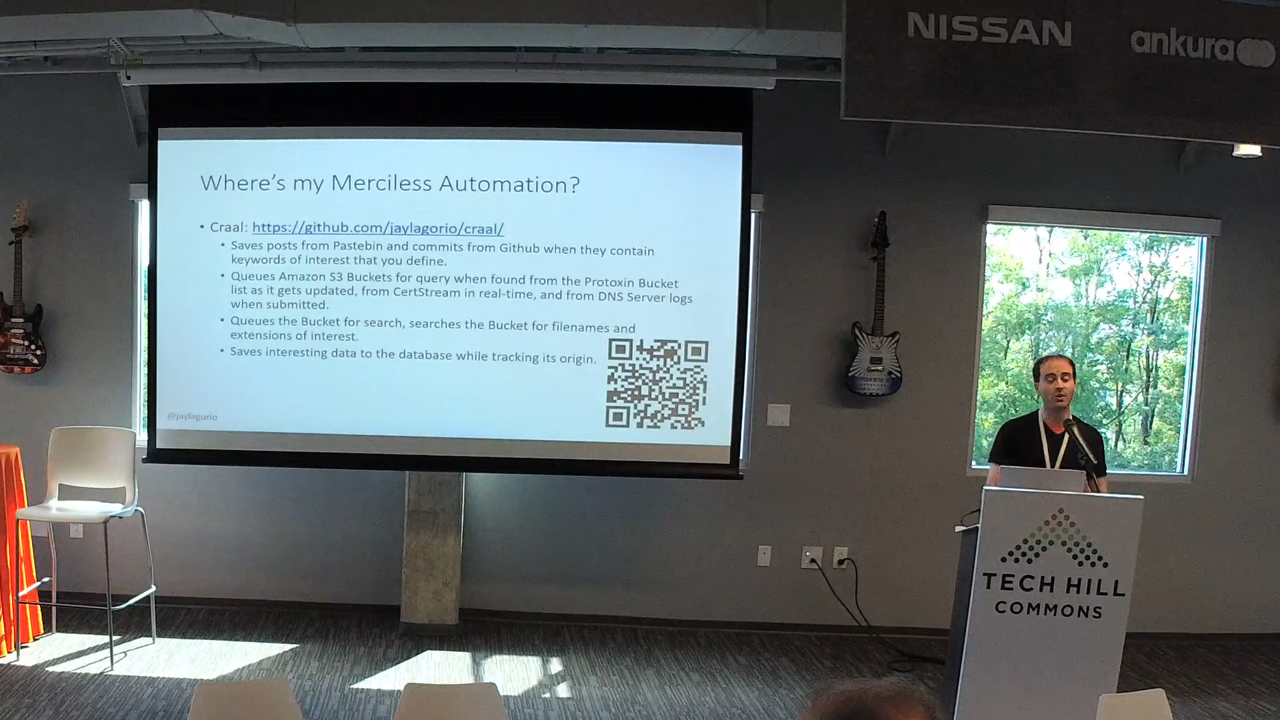 NISSAN
ankura
Where's my Merciless Automation?
• Craal: https://github.com/jaylagorio/craal/
• Saves posts from Pastebin and commits from Github when they contain
keywords of interest that you define.
• Queues Amazon S3 Buckets for query when found from the Protoxin Bucket
list as it gets updated, from CertStream in real-time, and from DNS Server logs
when submitted.
• Queues the Bucket for search, searches the Bucket for filenames and
extensions of interest.
• Saves interesting data to the database while tracking its origin.
@jaylagorio
TECH HILL
COMMONS